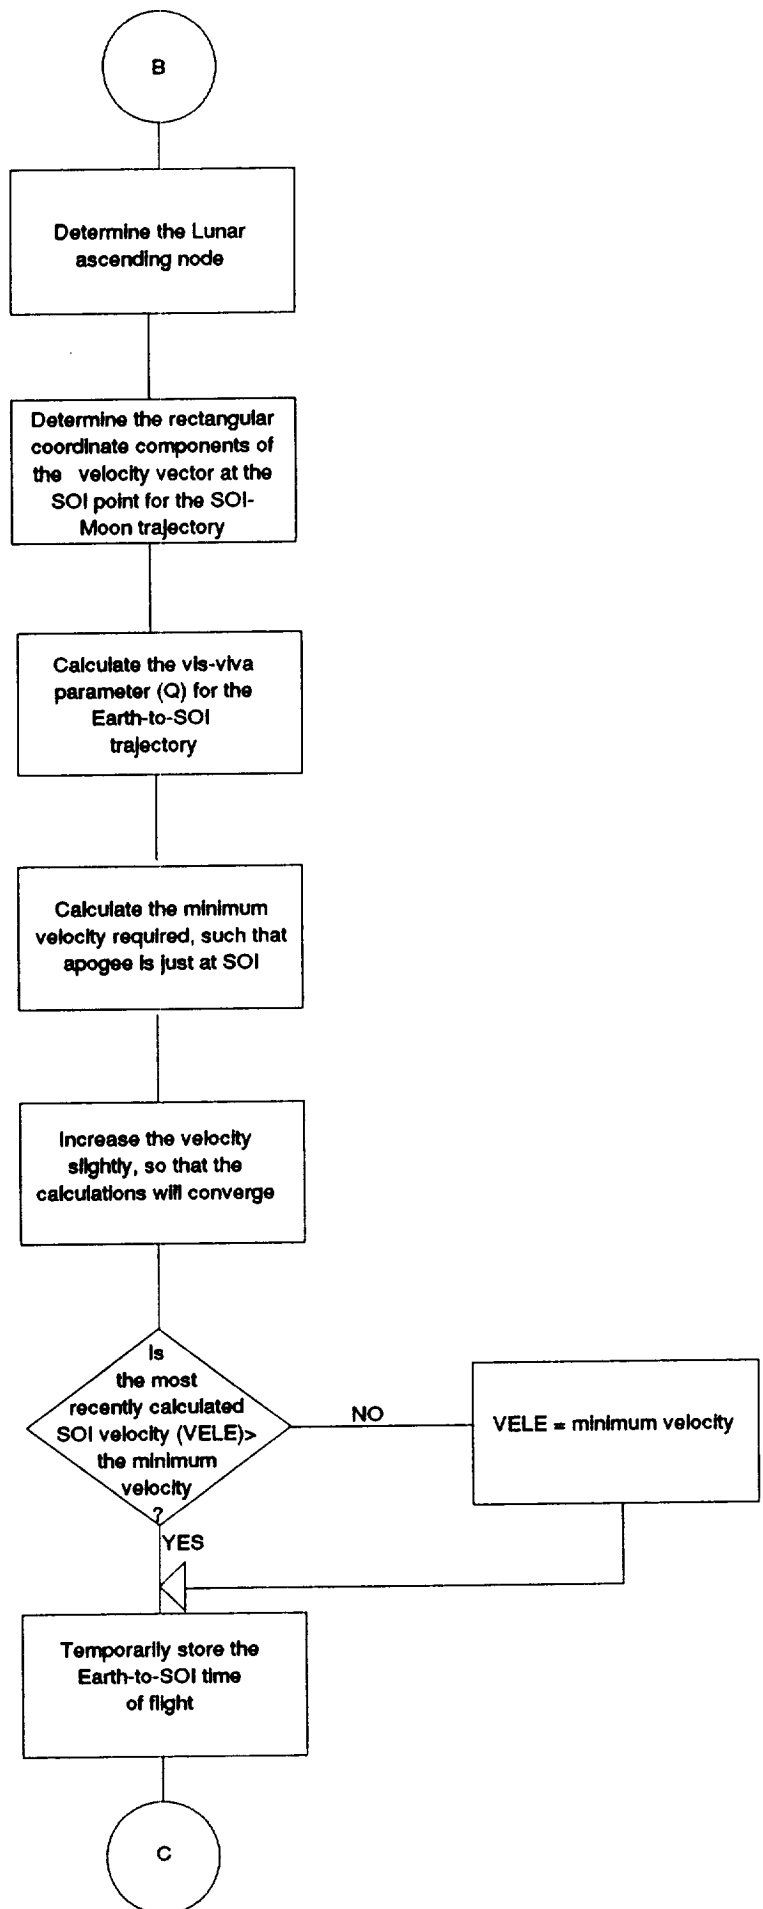 B
Determine the Lunar
ascending node
Determine the rectangular
coordinate components of
the velocity vector at the
SOI point for the SOI-
Moon trajectory
Calculate the vis-viva
parameter (Q) for the
Earth-to-SOI
trajectory
Calculate the minimum
velocity required, such that
apogee is just at SOI
Increase the velocity
slightly, so that the
calculations will converge
Is
the most
recently calculated
SOI velocity (VELE)>
the minimum
velocity
?
NO
VELE = minimum velocity
YES
Temporarily store the
Earth-to-SOI time
of flight
C